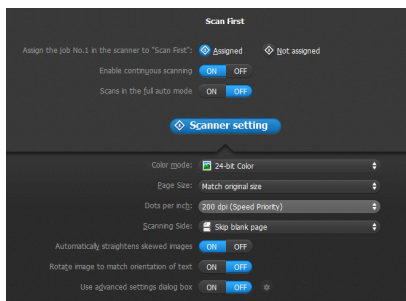 Scan First
Assign the job No.1 in the scanner to "Scan First": Assigned Not assigned
Enable continuous scanning ON OFF
Scans in the full auto mode ON OFF
Scanner setting
Color mode: 24-bit Color
Page Size: Match original size
Dots per inch: 200 dpi (Speed Priority)
Scanning Side: Skip blank page
Automatically straightens skewed images ON OFF
Rotate image to match orientation of text ON OFF
Use advanced settings dialog box ON OFF